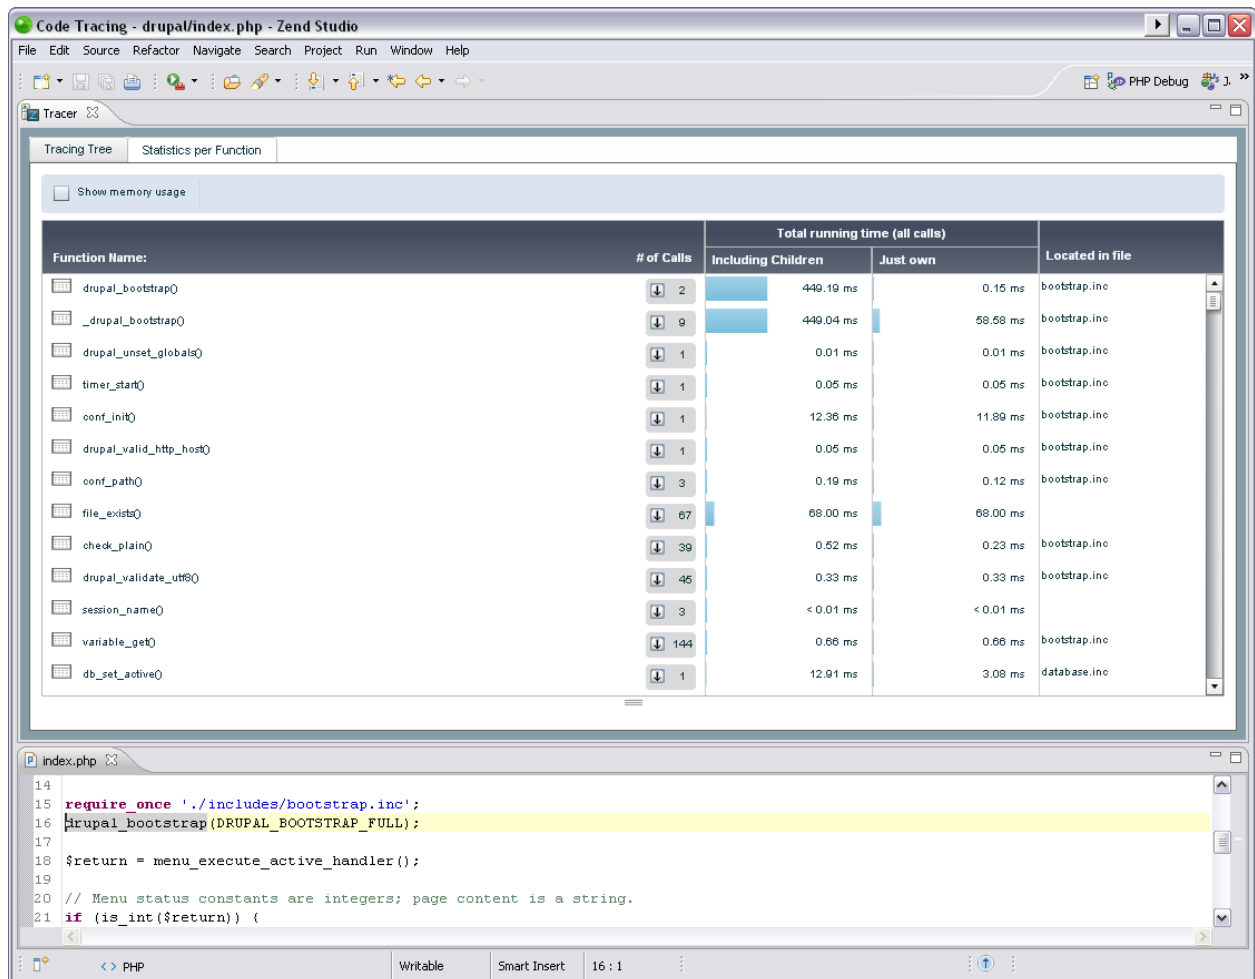 Code Tracing - drupal/index.php - Zend Studio
File Edit Source Refactor Navigate Search Project Run Window Help
PHP Debug J. »
Tracer
Tracing Tree Statistics per Function
Show memory usage
Total running time (all calls)
Function Name: # of Calls Including Children Just own Located in file
drupal_bootstrap() 2 449.19 ms 0.15 ms bootstrap.inc
_drupal_bootstrap() 9 449.04 ms 58.58 ms bootstrap.inc
drupal_unset_globals() 1 0.01 ms 0.01 ms bootstrap.inc
timer_start() 1 0.05 ms 0.05 ms bootstrap.inc
conf_init() 1 12.36 ms 11.89 ms bootstrap.inc
drupal_valid_http_host() 1 0.05 ms 0.05 ms bootstrap.inc
conf_path() 3 0.19 ms 0.12 ms bootstrap.inc
file_exists() 67 68.00 ms 68.00 ms
check_plain() 39 0.52 ms 0.23 ms bootstrap.inc
drupal_validate_utf8() 45 0.33 ms 0.33 ms bootstrap.inc
session_name() 3 < 0.01 ms < 0.01 ms
variable_get() 144 0.66 ms 0.66 ms bootstrap.inc
db_set_active() 1 12.91 ms 3.08 ms database.inc
index.php
14
15 require_once './includes/bootstrap.inc';
16 drupal_bootstrap(DRUPAL_BOOTSTRAP_FULL);
17
18 $return = menu_execute_active_handler();
19
20 // Menu status constants are integers; page content is a string.
21 if (is_int($return)) {
<> PHP Writable Smart Insert 16 : 1